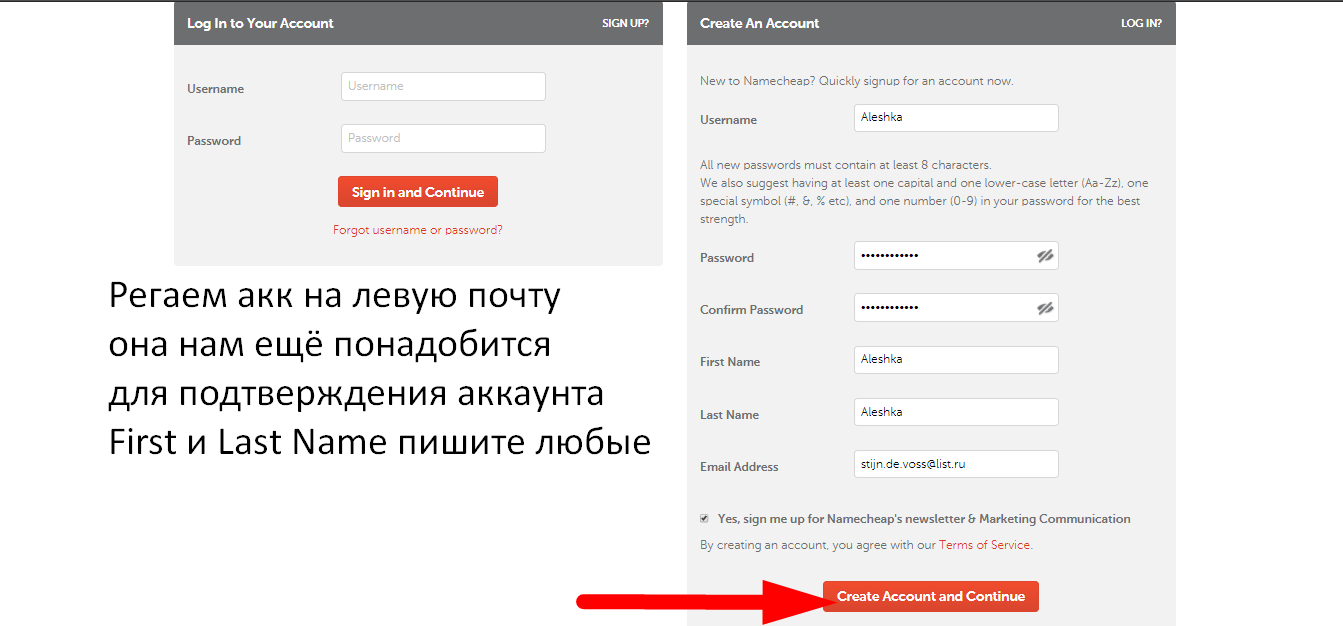 Log In to Your Account
SIGN UP?
Username
Username
Password
Password
Sign in and Continue
Forgot username or password?
Регаем акк на левую почту
она нам ещё понадобится
для подтверждения аккаунта
First и Last Name пишите любые
Create An Account
LOG IN?
New to Namecheap? Quickly signup for an account now.
Username
Aleshka
All new passwords must contain at least 8 characters.
We also suggest having at least one capital and one lower-case letter (Aa-Zz), one
special symbol (#, &, % etc), and one number (0-9) in your password for the best
strength.
Password
••••••••••••
Confirm Password
••••••••••••
First Name
Aleshka
Last Name
Aleshka
Email Address
stijn.de.voss@list.ru
Yes, sign me up for Namecheap's newsletter & Marketing Communication
By creating an account, you agree with our Terms of Service.
Create Account and Continue